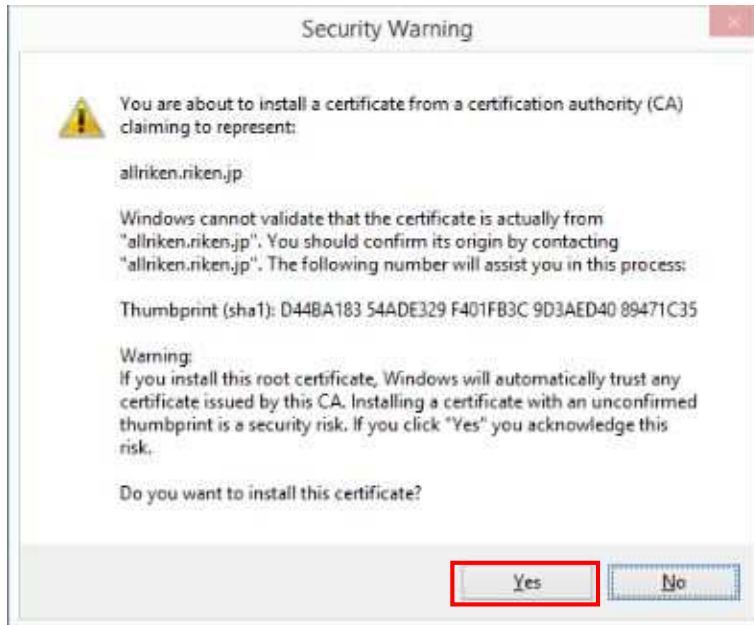 Security Warning
You are about to install a certificate from a certification authority (CA)
claiming to represent:
allriken.riken.jp
Windows cannot validate that the certificate is actually from
"allriken.riken.jp". You should confirm its origin by contacting
"allriken.riken.jp". The following number will assist you in this process:
Thumbprint (sha1): D44BA183 54ADE329 F401FB3C 9D3AED40 89471C35
Warning:
If you install this root certificate, Windows will automatically trust any
certificate issued by this CA. Installing a certificate with an unconfirmed
thumbprint is a security risk. If you click "Yes" you acknowledge this
risk.
Do you want to install this certificate?
Yes No